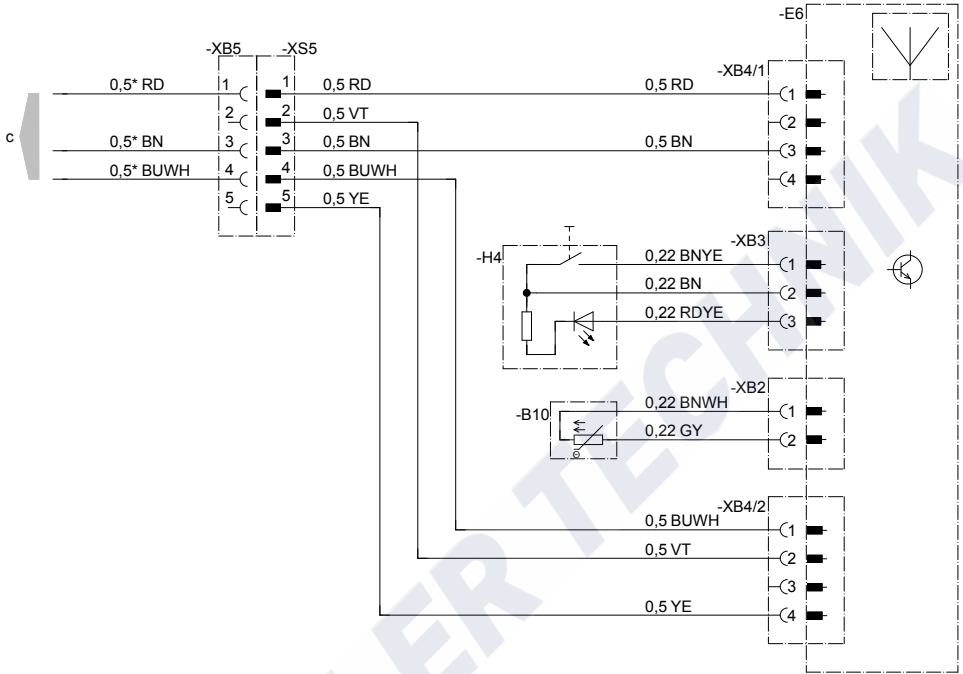 -E6
-XB5 -XS5
-XB4/1
0,5* RD 1 1 0,5 RD 0,5 RD 1
2 2 0,5 VT 2
c
0,5* BN 3 3 0,5 BN 0,5 BN 3
0,5* BUWH 4 4 0,5 BUWH 4
5 5 0,5 YE
-XB3
-H4
0,22 BNYE 1
0,22 BN 2
0,22 RDYE 3
-XB2
-B10
0,22 BNWH 1
0,22 GY 2
Θ
-XB4/2
0,5 BUWH 1
0,5 VT 2
3
0,5 YE 4
ER TECHNIK